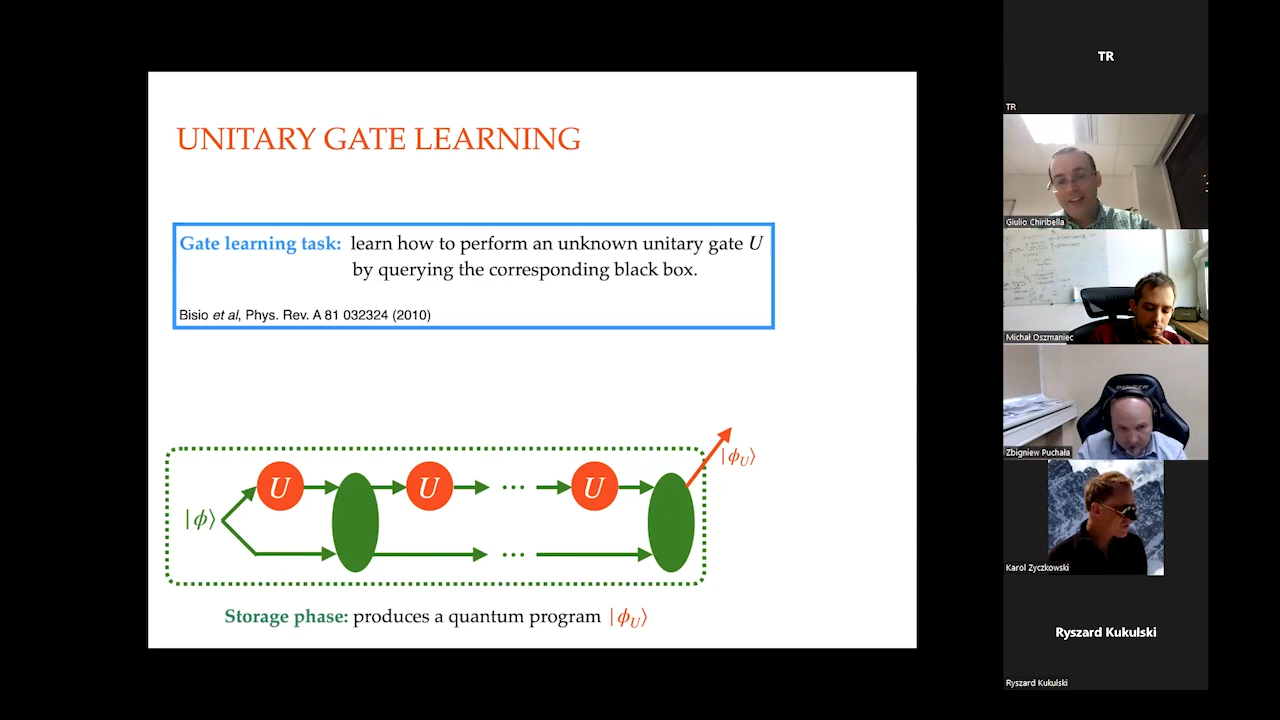 UNITARY GATE LEARNING
Gate learning task: learn how to perform an unknown unitary gate U
by querying the corresponding black box.
Bisio et al, Phys. Rev. A 81 032324 (2010)
|ϕ⟩ U U ... U |ϕ_U⟩
...
Storage phase: produces a quantum program |ϕ_U⟩
TR
TR
Giulio Chiribella
Michał Oszmaniec
Zbigniew Puchała
Karol Zyczkowski
Ryszard Kukulski
Ryszard Kukulski